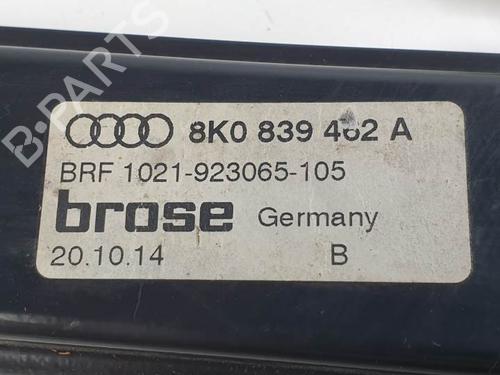 B-PARTS
8K0 839 462 A
BRF 1021-923065-105
brose Germany
20.10.14 B